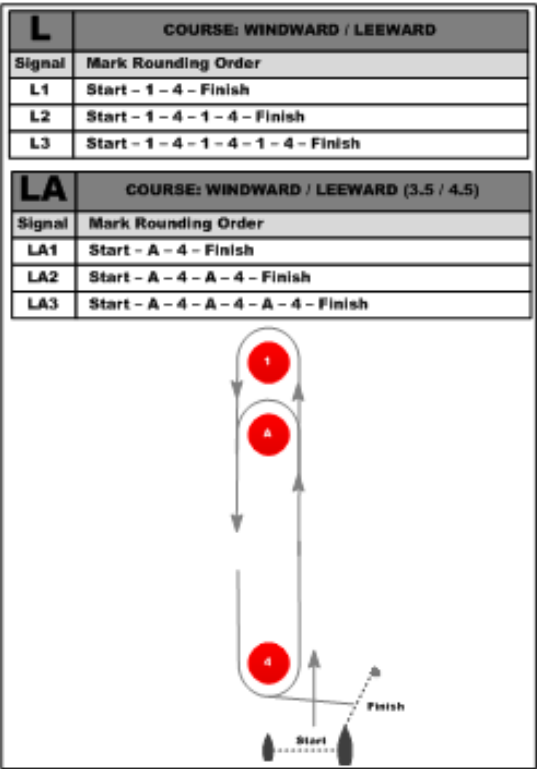 L COURSE: WINDWARD / LEEWARD
Signal Mark Rounding Order
L1 Start – 1 – 4 – Finish
L2 Start – 1 – 4 – 1 – 4 – Finish
L3 Start – 1 – 4 – 1 – 4 – 1 – 4 – Finish
LA COURSE: WINDWARD / LEEWARD (3.5 / 4.5)
Signal Mark Rounding Order
LA1 Start – A – 4 – Finish
LA2 Start – A – 4 – A – 4 – Finish
LA3 Start – A – 4 – A – 4 – A – 4 – Finish
1
A
4
Finish
Start